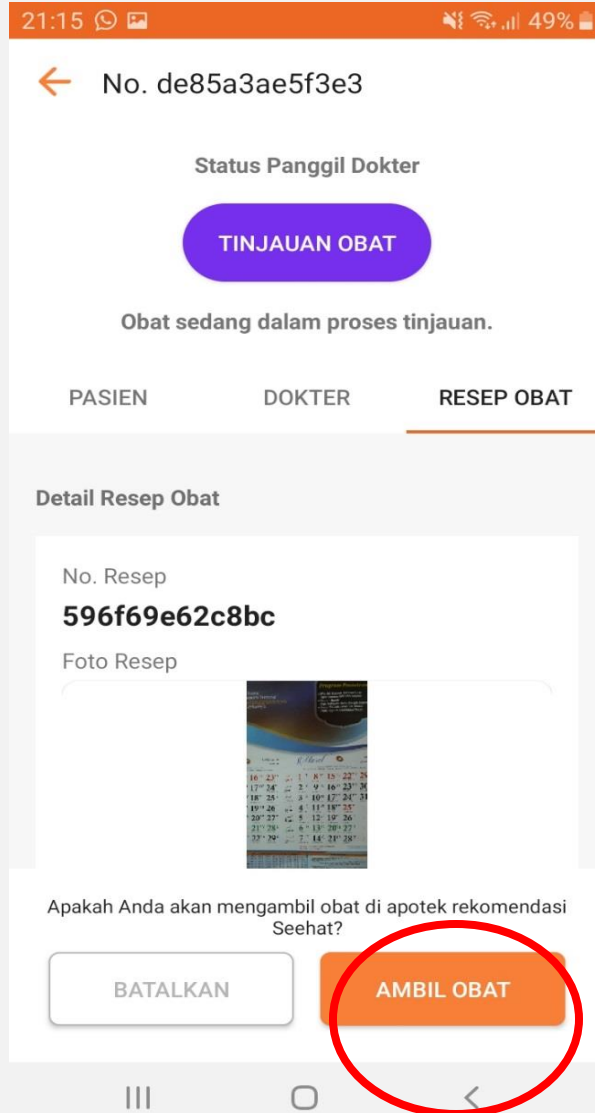 21:15 49%
No. de85a3ae5f3e3
Status Panggil Dokter
TINJAUAN OBAT
Obat sedang dalam proses tinjauan.
PASIEN DOKTER RESEP OBAT
Detail Resep Obat
No. Resep
596f69e62c8bc
Foto Resep
Apakah Anda akan mengambil obat di apotek rekomendasi
Seehat?
BATALKAN AMBIL OBAT